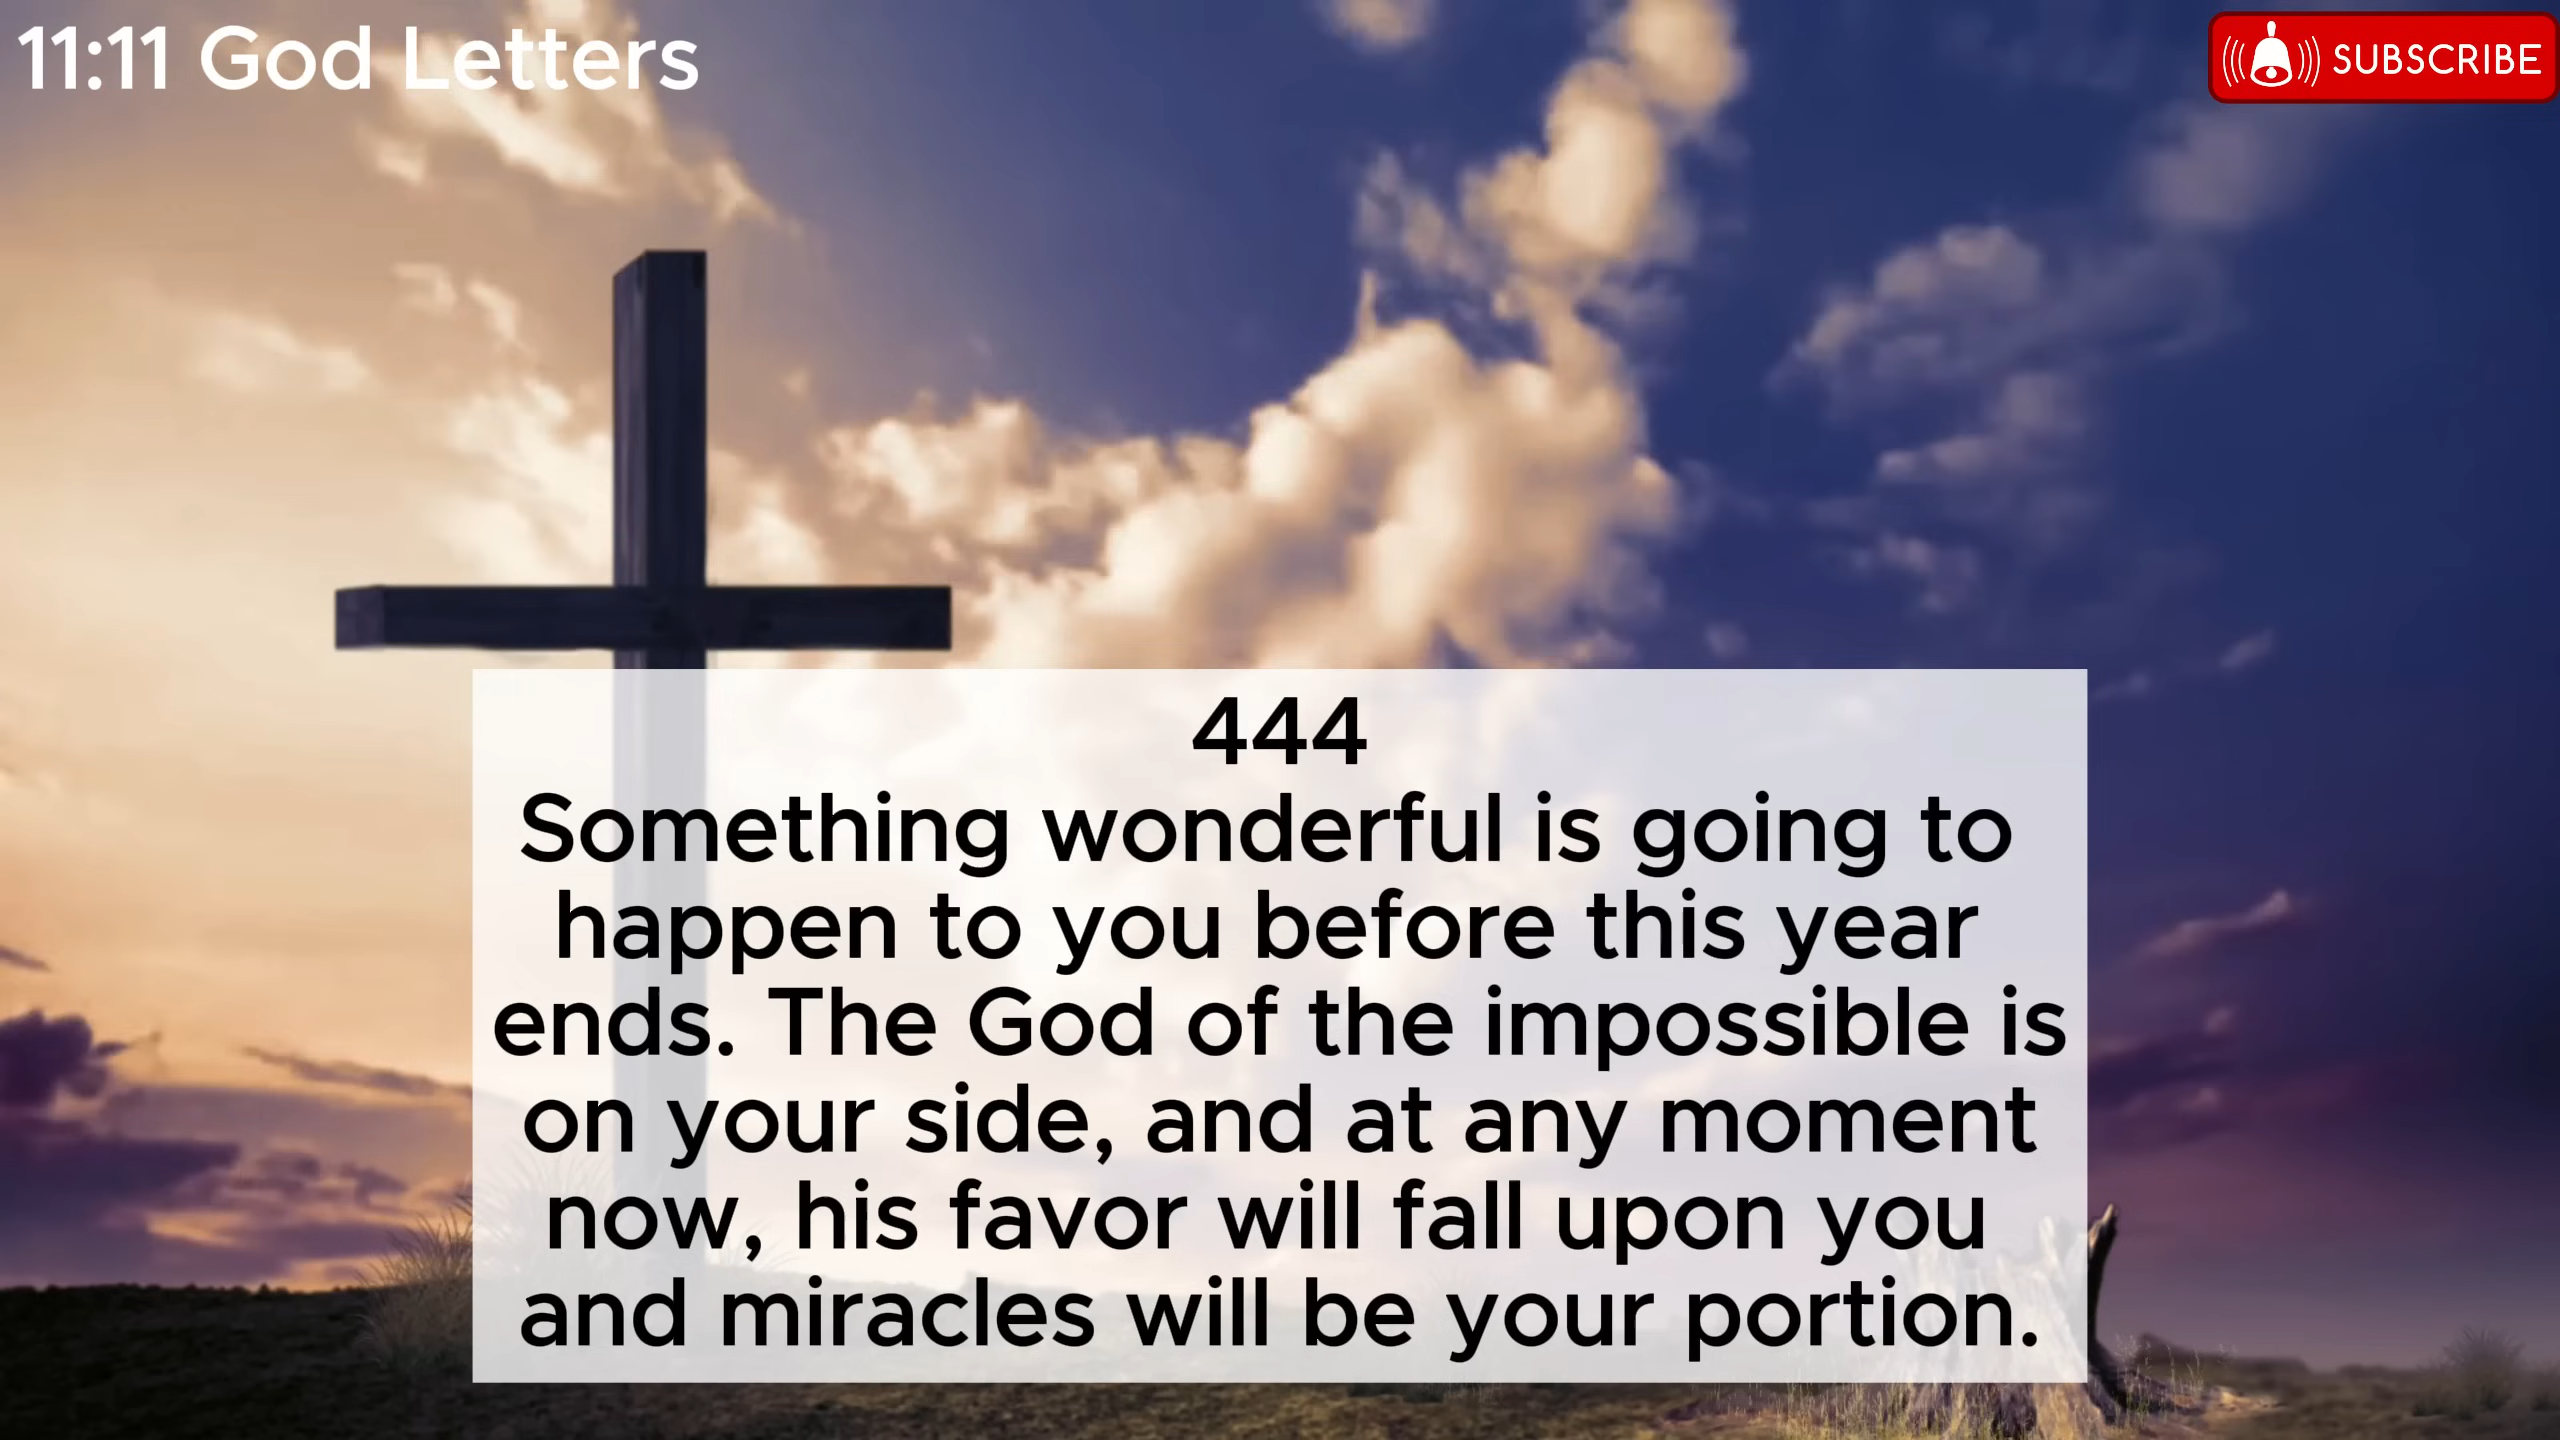 11:11 God Letters
SUBSCRIBE
444
Something wonderful is going to
happen to you before this year
ends. The God of the impossible is
on your side, and at any moment
now, his favor will fall upon you
and miracles will be your portion.